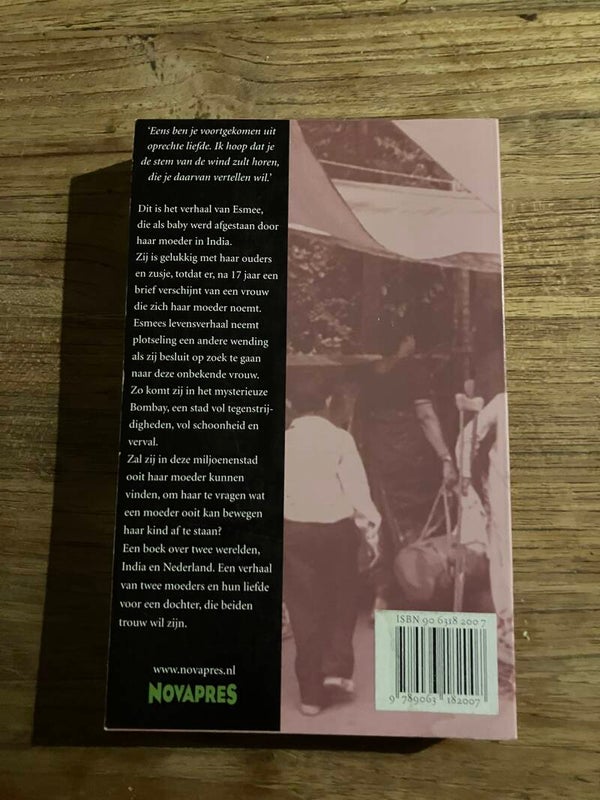 'Eens ben je voortgekomen uit
oprechte liefde. Ik hoop dat je
de stem van de wind zult horen,
die je daarvan vertellen wil.'
Dit is het verhaal van Esmee,
die als baby werd afgestaan door
haar moeder in India.
Zij is gelukkig met haar ouders
en zusje, totdat er, na 17 jaar een
brief verschijnt van een vrouw
die zich haar moeder noemt.
Esmees levensverhaal neemt
plotseling een andere wending
als zij besluit op zoek te gaan
naar deze onbekende vrouw.
Zo komt zij in het mysterieuze
Bombay, een stad vol tegenstrij-
digheden, vol schoonheid en
verval.
Zal zij in deze miljoenenstad
ooit haar moeder kunnen
vinden, om haar te vragen wat
een moeder ooit kan bewegen
haar kind af te staan?
Een boek over twee werelden,
India en Nederland. Een verhaal
van twee moeders en hun liefde
voor een dochter, die beiden
trouw wil zijn.
www.novapres.nl
NOVAPRES
ISBN 90 6318 200 7
9 789063 182007